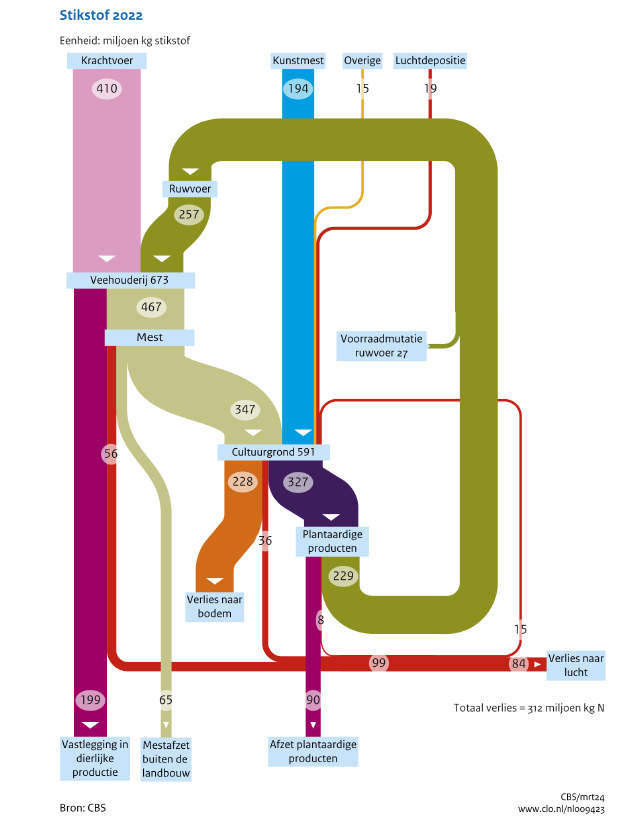 Stikstof 2022
Eenheid: miljoen kg stikstof
Krachtvoer
Kunstmest
Overige
Luchtdepositie
410
194
15
19
Ruwvoer
257
Veehouderij 673
467
Mest
Voorraadmutatie
ruwvoer 27
347
Cultuurgrond 591
56
228
327
36
Plantaardige
producten
229
Verlies naar
bodem
8
15
99
84
Verlies naar
lucht
199
65
90
Totaal verlies = 312 miljoen kg N
Vastlegging in
dierlijke
productie
Mestafzet
buiten de
landbouw
Afzet plantaardige
producten
Bron: CBS
CBS/mrt24
www.clo.nl/nl009423